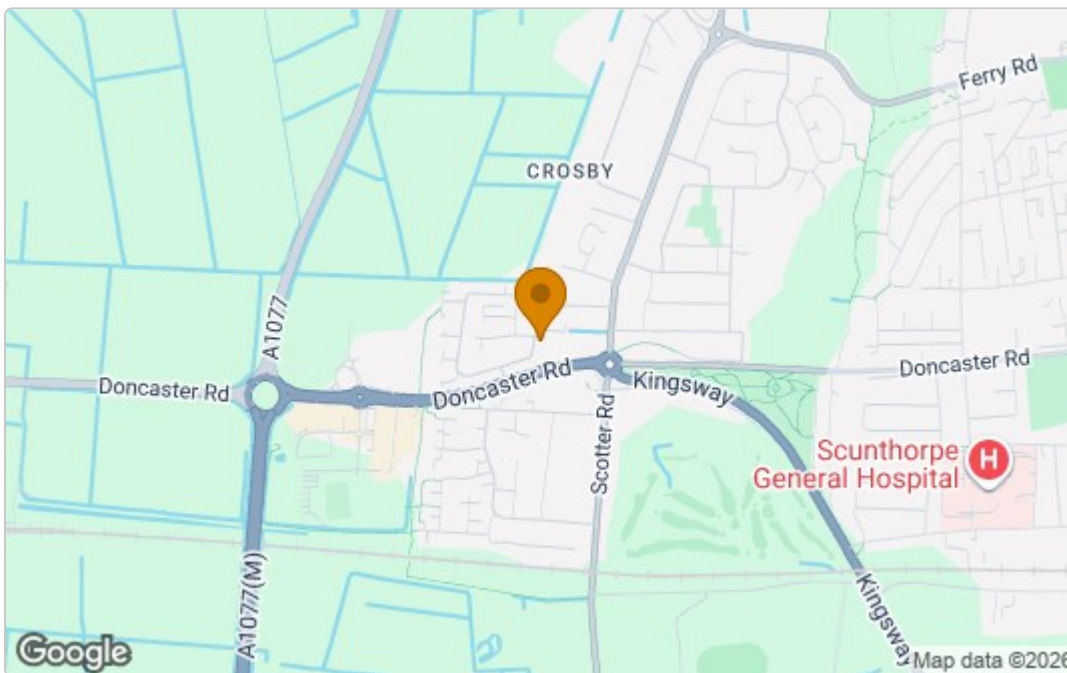 Ferry Rd
CROSBY
A1077
Doncaster Rd
Doncaster Rd
Doncaster Rd
Kingsway
Scotter Rd
Scunthorpe
General Hospital
H
A1077(M)
Kingsway
Google
Map data ©2026